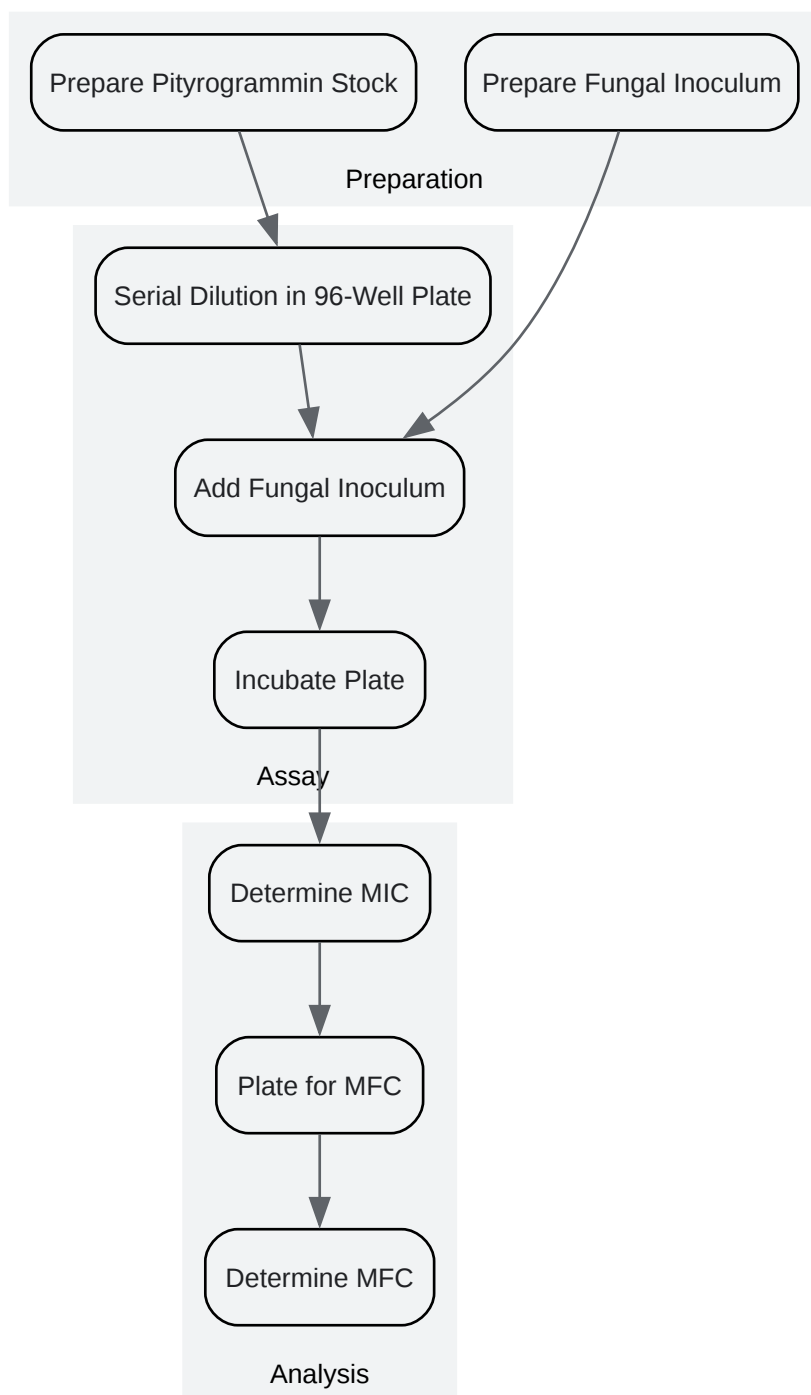 Prepare Pityrogrammin Stock
Prepare Fungal Inoculum
Preparation
Serial Dilution in 96-Well Plate
Add Fungal Inoculum
Incubate Plate
Assay
Determine MIC
Plate for MFC
Determine MFC
Analysis